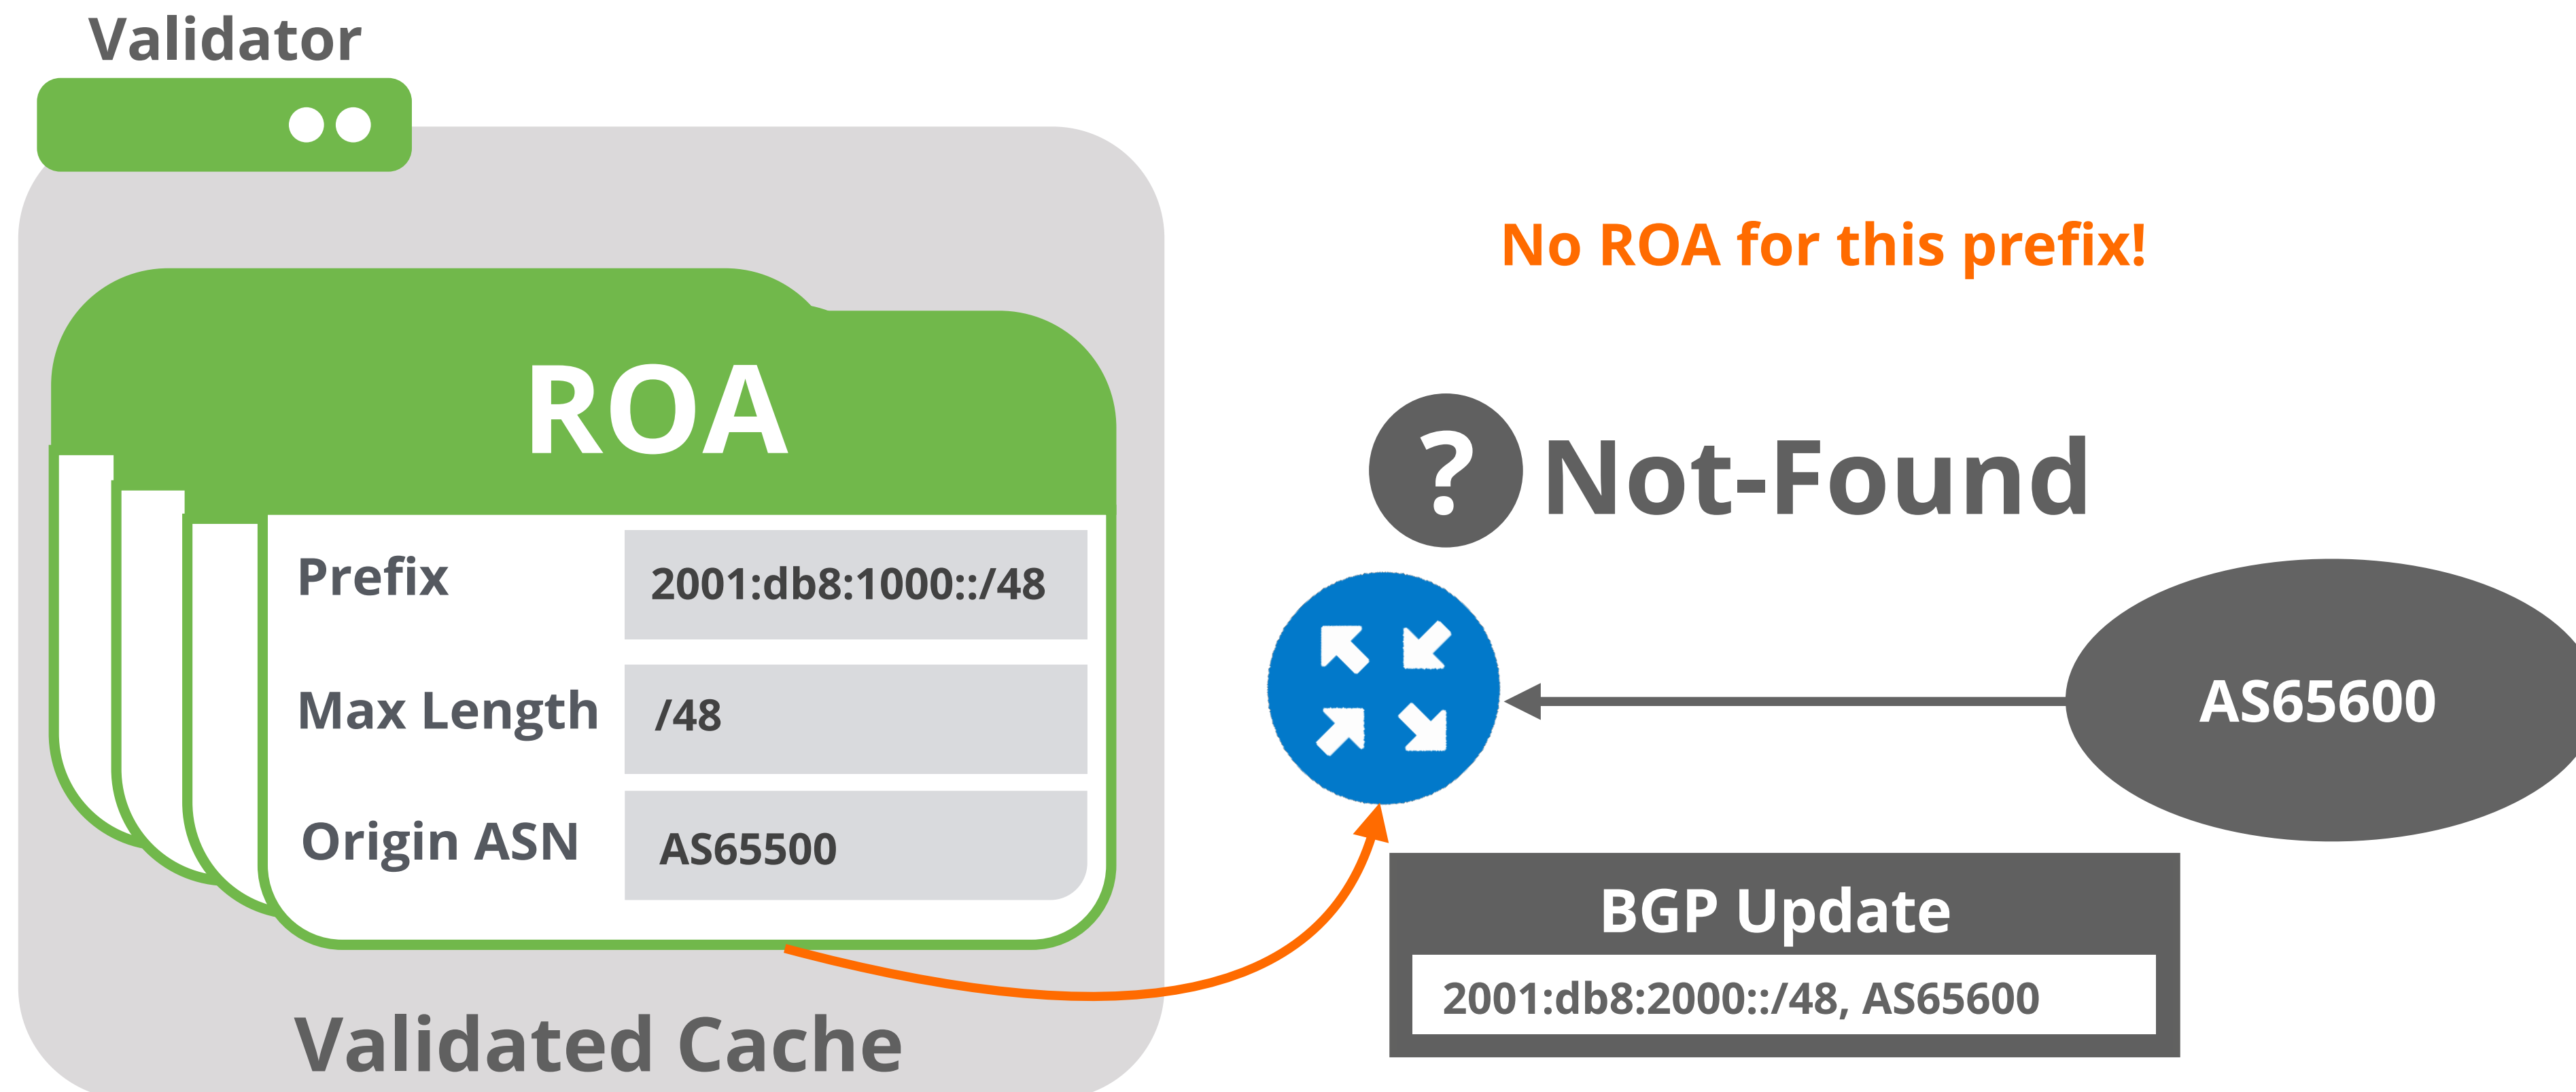 Validator
ROA
Prefix 2001:db8:1000::/48
Max Length /48
Origin ASN AS65500
Validated Cache
No ROA for this prefix!
? Not-Found
AS65600
BGP Update
2001:db8:2000::/48, AS65600